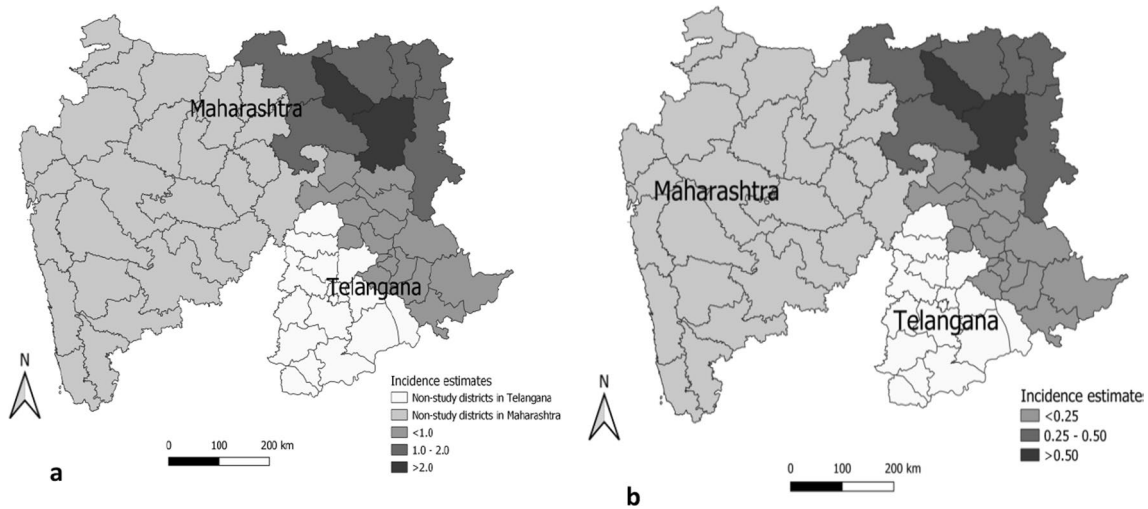 Maharashtra
Telangana
N
Incidence estimates
Non-study districts in Telangana
Non-study districts in Maharashtra
<1.0
1.0 - 2.0
>2.0
0 100 200 km
a
Maharashtra
Telangana
N
Incidence estimates
<0.25
0.25 - 0.50
>0.50
0 100 200 km
b